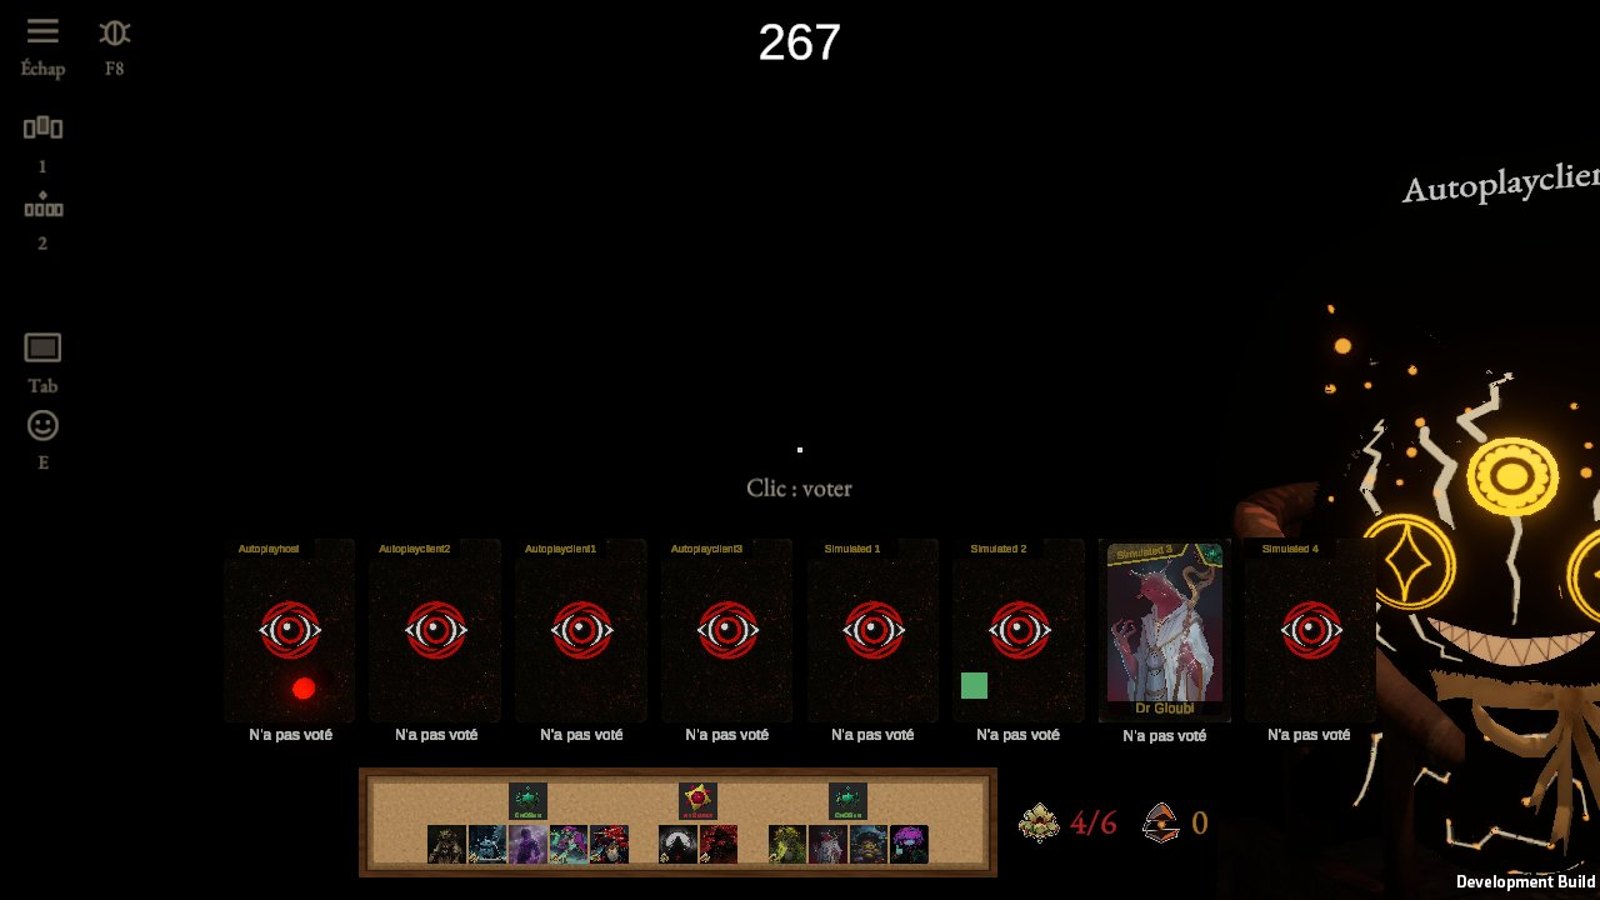 267
Échap
F8
1
2
Tab
E
Autoplayclien
Clic : voter
Autoplayhost
Autoplayclient2
Autoplayclient1
Autoplayclient3
Simulated 1
Simulated 2
Simulated 3
Simulated 4
Dr Gloubi
N'a pas voté
N'a pas voté
N'a pas voté
N'a pas voté
N'a pas voté
N'a pas voté
N'a pas voté
N'a pas voté
4/6
0
Development Build